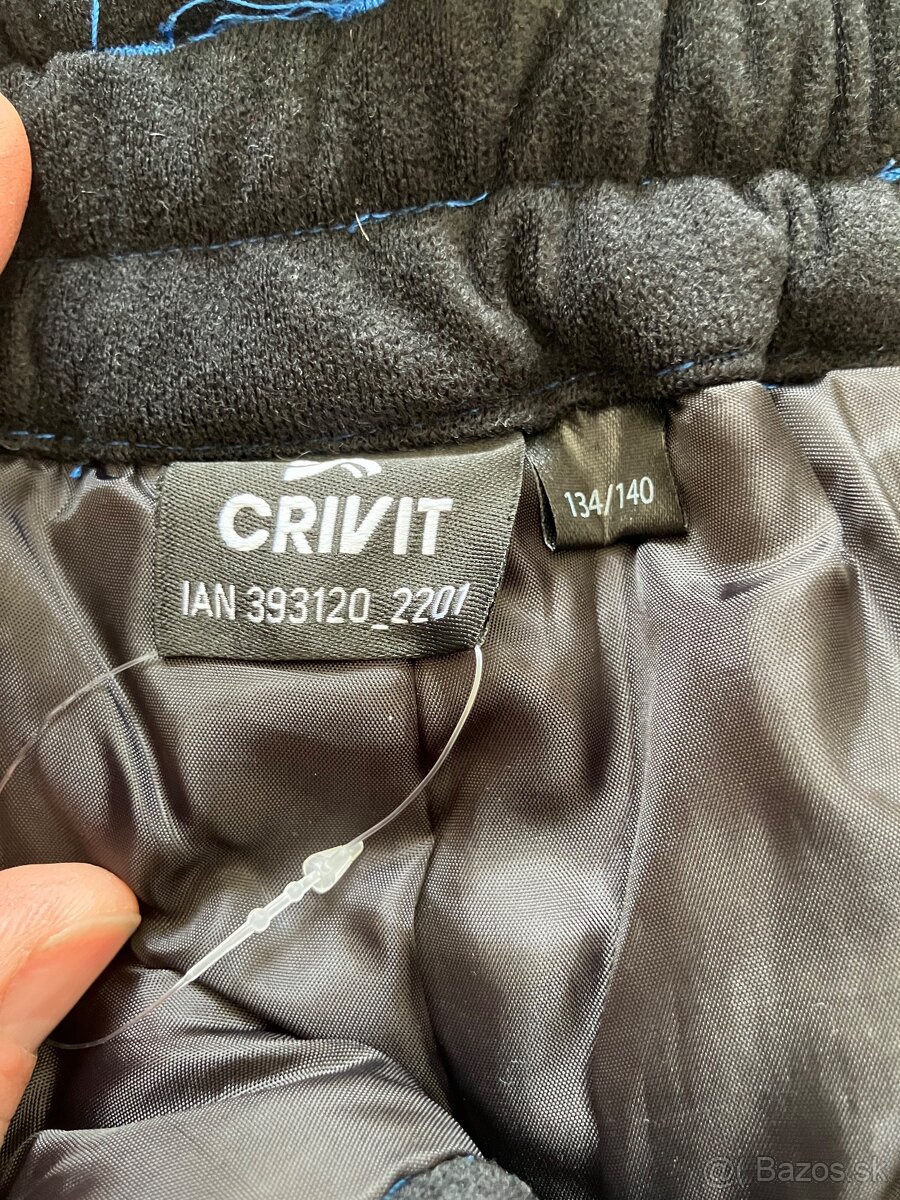 CRIVIT
134/140
IAN 393120_2201
Bazos.sk